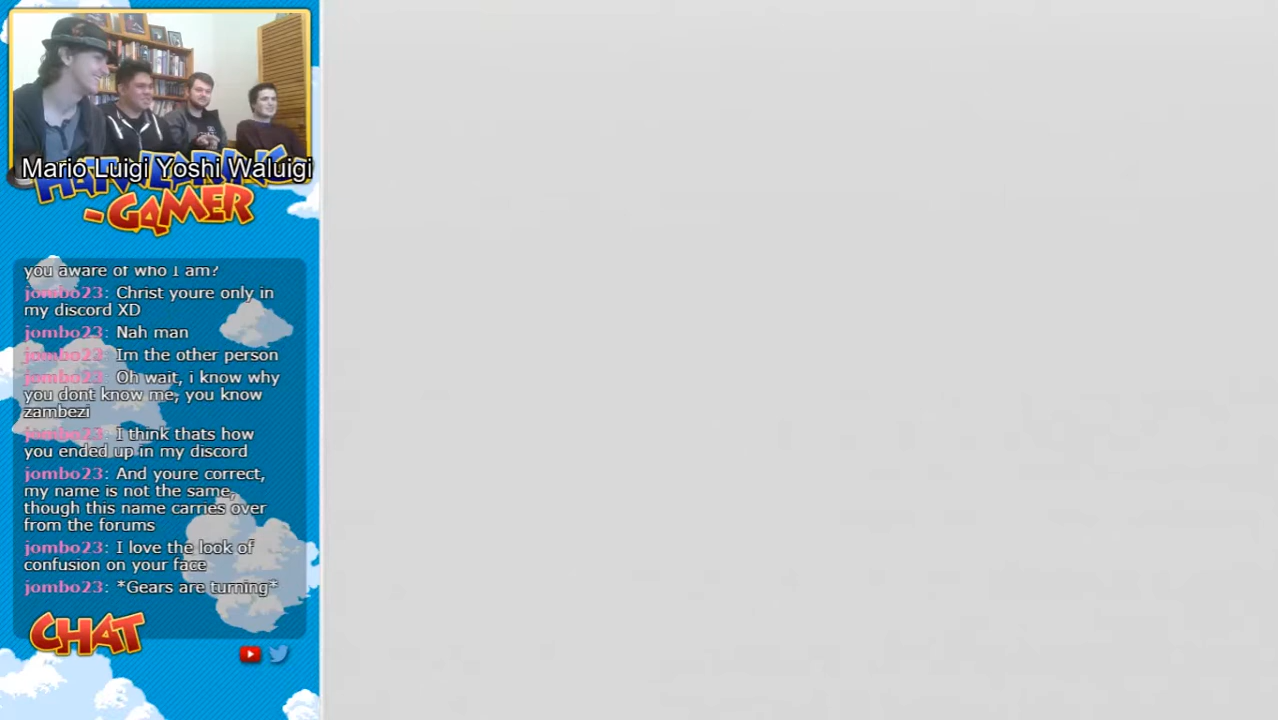 Mario Luigi Yoshi Waluigi
-GAMER
you aware of who I am?
jombo23: Christ youre only in
my discord XD
jombo23: Nah man
jombo23: Im the other person
jombo23: Oh wait, i know why
you dont know me, you know
zambezi
jombo23: I think thats how
you ended up in my discord
jombo23: And youre correct,
my name is not the same,
though this name carries over
from the forums
jombo23: I love the look of
confusion on your face
jombo23: *Gears are turning*
CHAT